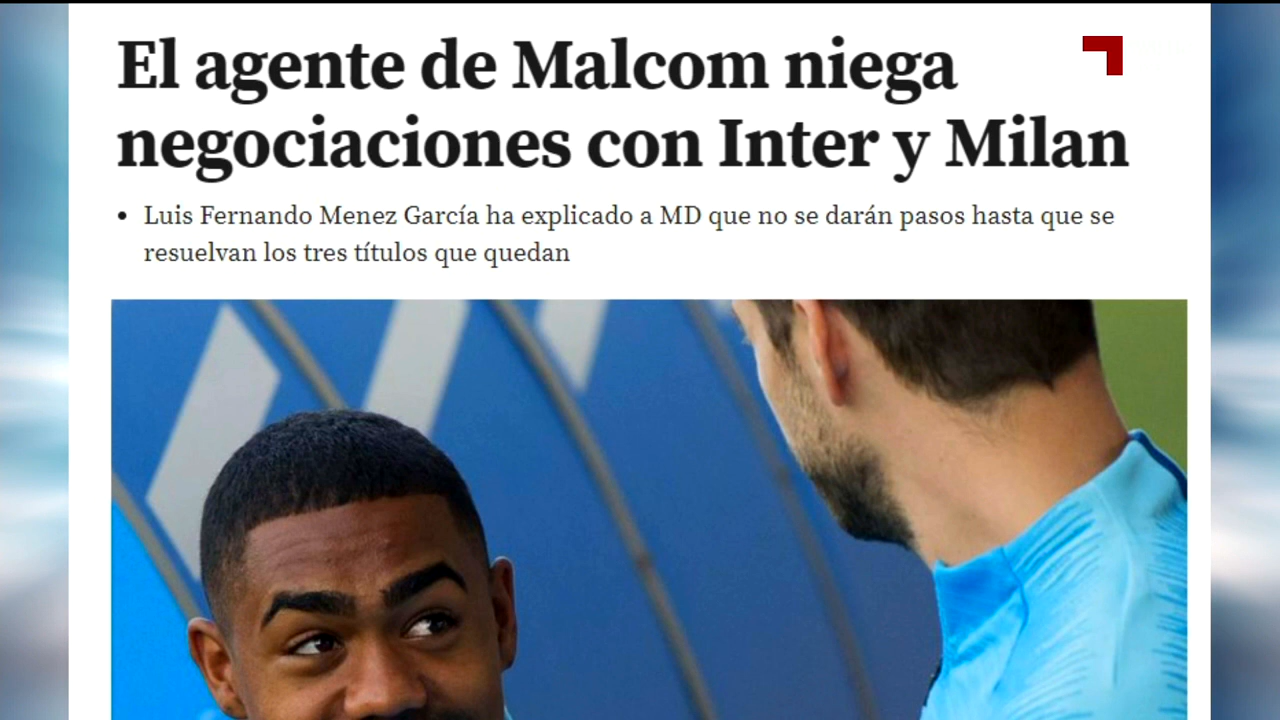 El agente de Malcom niega
negociaciones con Inter y Milan
• Luis Fernando Menez García ha explicado a MD que no se darán pasos hasta que se
resuelvan los tres títulos que quedan